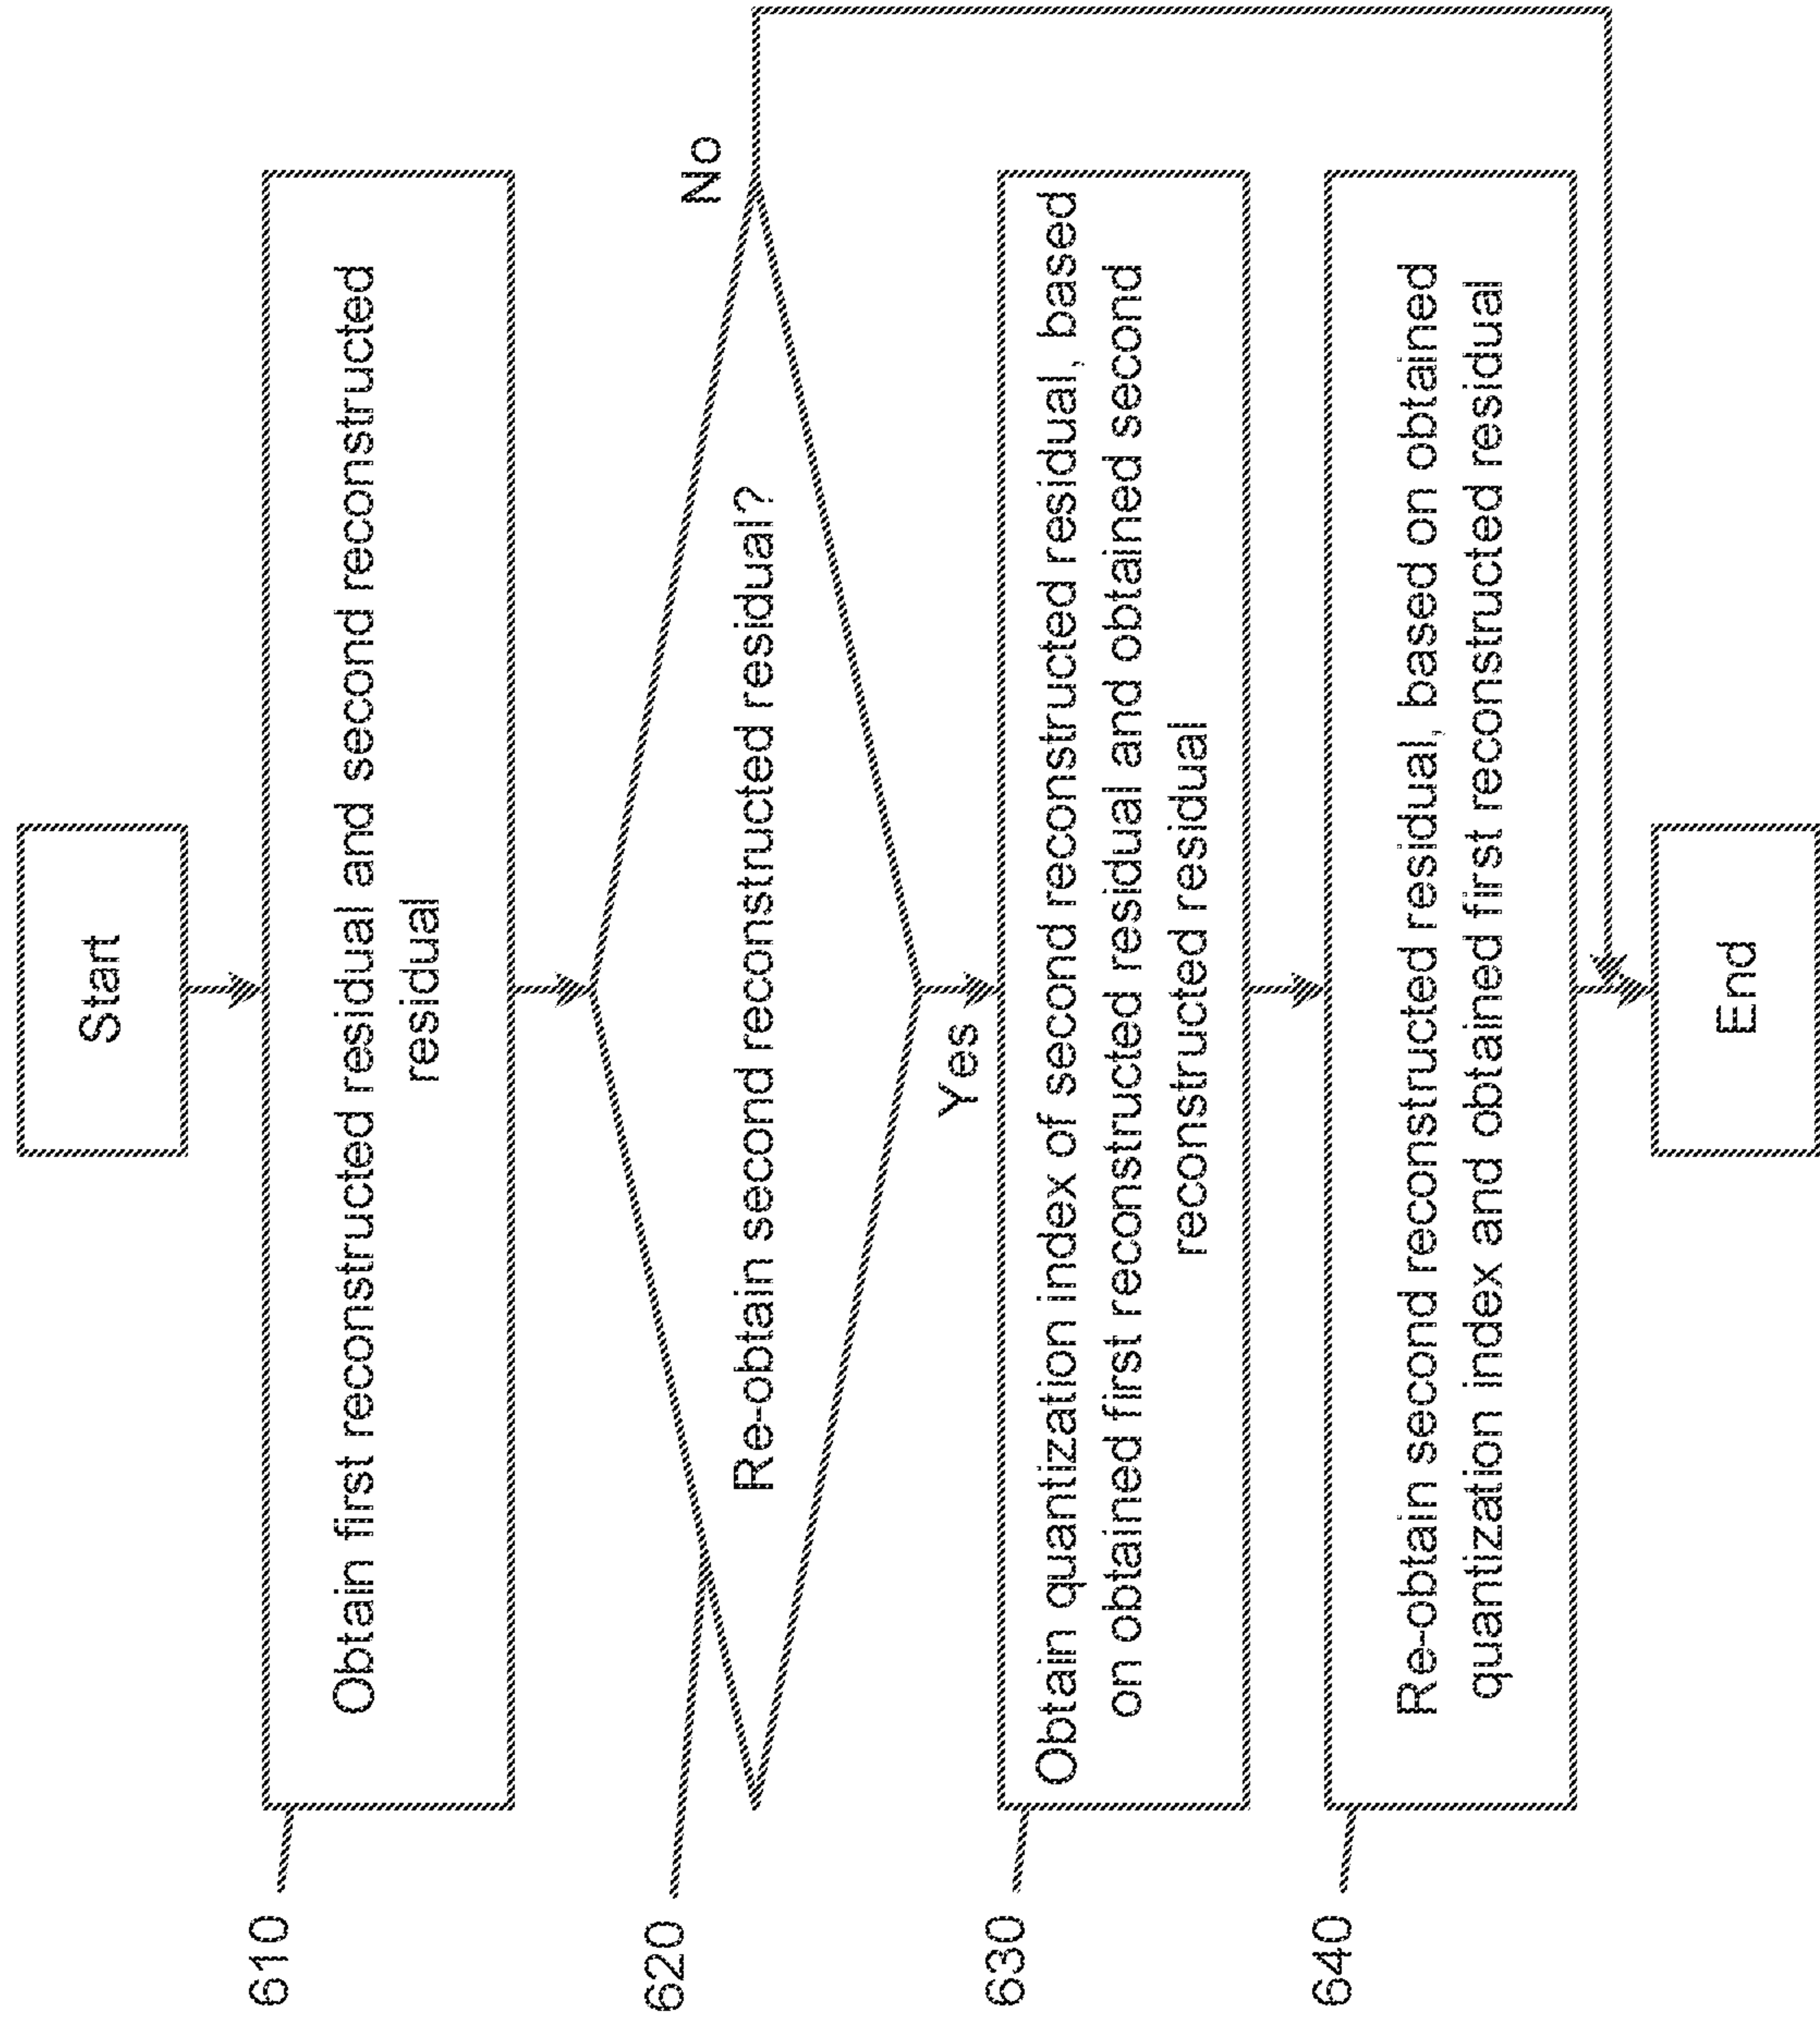 Start
610
Obtain first reconstructed residual and second reconstructed
residual
620
Re-obtain second reconstructed residual?
No
Yes
630
Obtain quantization index of second reconstructed residual, based
on obtained first reconstructed residual and obtained second
reconstructed residual
640
Re-obtain second reconstructed residual, based on obtained
quantization index and obtained first reconstructed residual
End